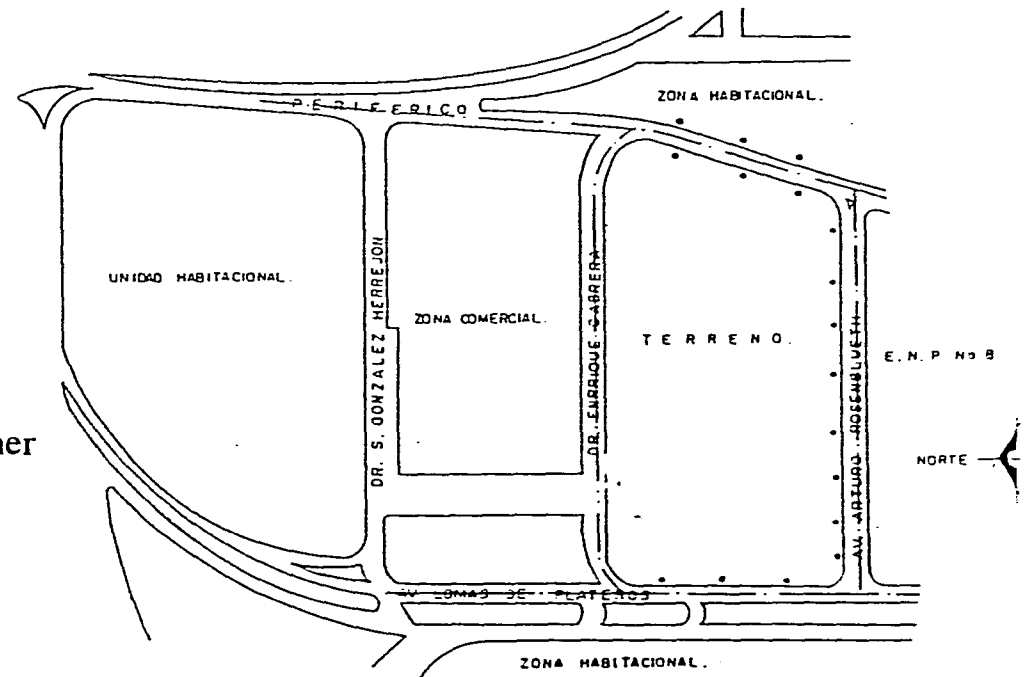 ZONA HABITACIONAL.
PERIFERICO
UNIDAD HABITACIONAL.
DR. S. GONZALEZ HERREJON
ZONA COMERCIAL.
DR. ENRIQUE CABRERA
TERRENO.
AV. ARTURO ROSENBLUETH
E.N.P No 8
ner
NORTE
AV LOMAS DE PLATEROS
ZONA HABITACIONAL.